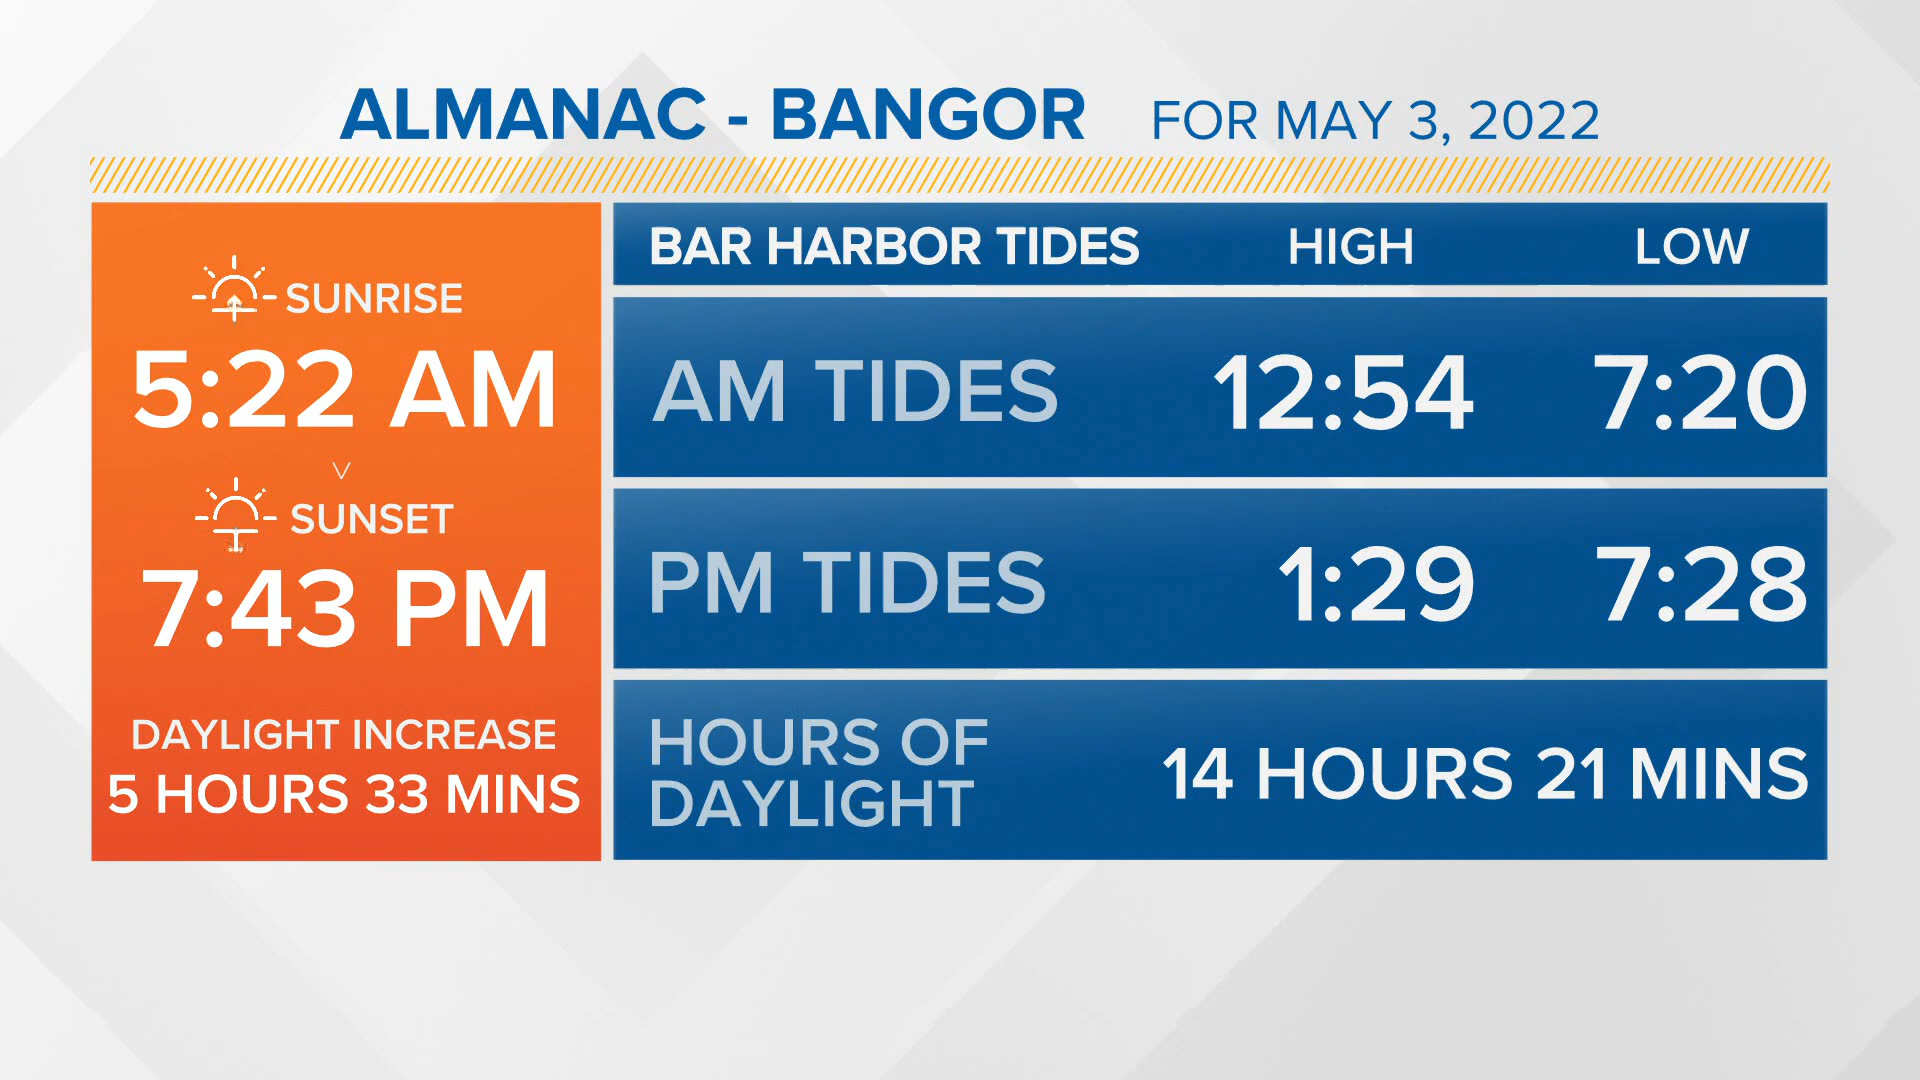 ALMANAC - BANGOR FOR MAY 3, 2022
SUNRISE
5:22 AM
SUNSET
7:43 PM
DAYLIGHT INCREASE
5 HOURS 33 MINS
BAR HARBOR TIDES HIGH LOW
AM TIDES 12:54 7:20
PM TIDES 1:29 7:28
HOURS OF
DAYLIGHT
14 HOURS 21 MINS